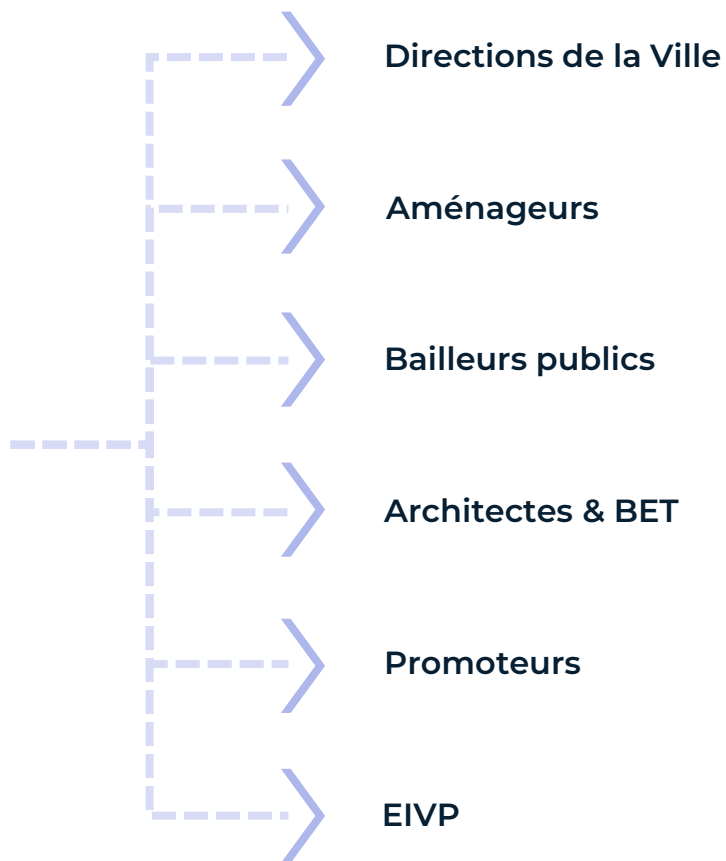 Directions de la Ville
Aménageurs
Bailleurs publics
Architectes & BET
Promoteurs
EIVP